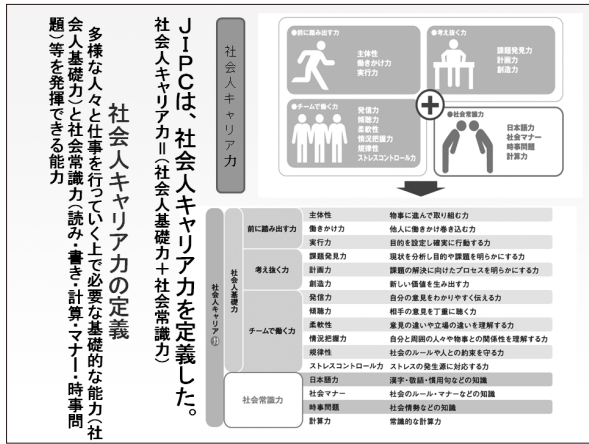 社会人キャリア力
JIPCは、社会人キャリア力を定義した。
社会人キャリア力=(社会人基礎力+社会常識力)
社会人キャリア力の定義
多様な人々と仕事を行っていく上で必要な基礎的な能力(社
会人基礎力)と社会常識力(読み・書き・計算・マナー・時事問
題)等を発揮できる能力
●前に踏み出す力
主体性
働きかけ力
実行力
●考え抜く力
課題発見力
計画力
創造力
●チームで働く力
発信力
傾聴力
柔軟性
情況把握力
規律性
ストレスコントロール力
●社会常識力
日本語力
社会マナー
時事問題
計算力
社会人キャリア力
社会人基礎力
前に踏み出す力
主体性 物事に進んで取り組む力
働きかけ力 他人に働きかけ巻き込む力
実行力 目的を設定し確実に行動する力
考え抜く力
課題発見力 現状を分析し目的や課題を明らかにする力
計画力 課題の解決に向けたプロセスを明らかにする力
創造力 新しい価値を生み出す力
チームで働く力
発信力 自分の意見をわかりやすく伝える力
傾聴力 相手の意見を丁重に聴く力
柔軟性 意見の違いや立場の違いを理解する力
情況把握力 自分と周囲の人々や物事との関係性を理解する力
規律性 社会のルールや人との約束を守る力
ストレスコントロール力 ストレスの発生源に対応する力
社会常識力
日本語力 漢字・敬語・慣用句などの知識
社会マナー 社会のルール・マナーなどの知識
時事問題 社会情勢などの知識
計算力 常識的な計算力